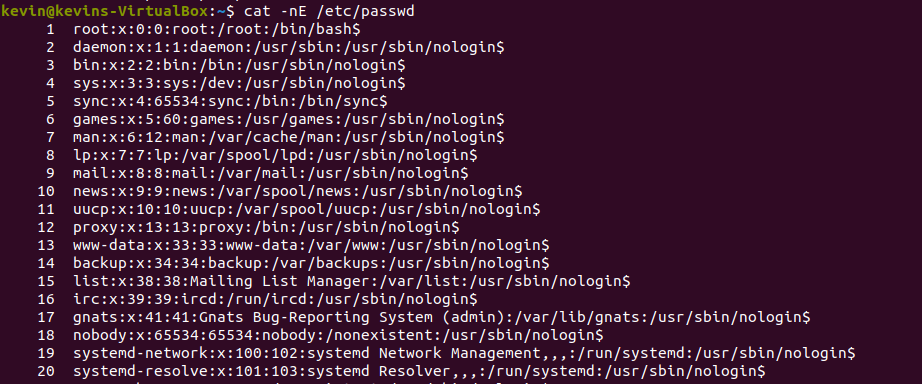 kevin@kevins-VirtualBox:~$ cat -nE /etc/passwd
     1  root:x:0:0:root:/root:/bin/bash$
     2  daemon:x:1:1:daemon:/usr/sbin:/usr/sbin/nologin$
     3  bin:x:2:2:bin:/bin:/usr/sbin/nologin$
     4  sys:x:3:3:sys:/dev:/usr/sbin/nologin$
     5  sync:x:4:65534:sync:/bin:/bin/sync$
     6  games:x:5:60:games:/usr/games:/usr/sbin/nologin$
     7  man:x:6:12:man:/var/cache/man:/usr/sbin/nologin$
     8  lp:x:7:7:lp:/var/spool/lpd:/usr/sbin/nologin$
     9  mail:x:8:8:mail:/var/mail:/usr/sbin/nologin$
    10  news:x:9:9:news:/var/spool/news:/usr/sbin/nologin$
    11  uucp:x:10:10:uucp:/var/spool/uucp:/usr/sbin/nologin$
    12  proxy:x:13:13:proxy:/bin:/usr/sbin/nologin$
    13  www-data:x:33:33:www-data:/var/www:/usr/sbin/nologin$
    14  backup:x:34:34:backup:/var/backups:/usr/sbin/nologin$
    15  list:x:38:38:Mailing List Manager:/var/list:/usr/sbin/nologin$
    16  irc:x:39:39:ircd:/run/ircd:/usr/sbin/nologin$
    17  gnats:x:41:41:Gnats Bug-Reporting System (admin):/var/lib/gnats:/usr/sbin/nologin$
    18  nobody:x:65534:65534:nobody:/nonexistent:/usr/sbin/nologin$
    19  systemd-network:x:100:102:systemd Network Management,,,:/run/systemd:/usr/sbin/nologin$
    20  systemd-resolve:x:101:103:systemd Resolver,,,:/run/systemd:/usr/sbin/nologin$